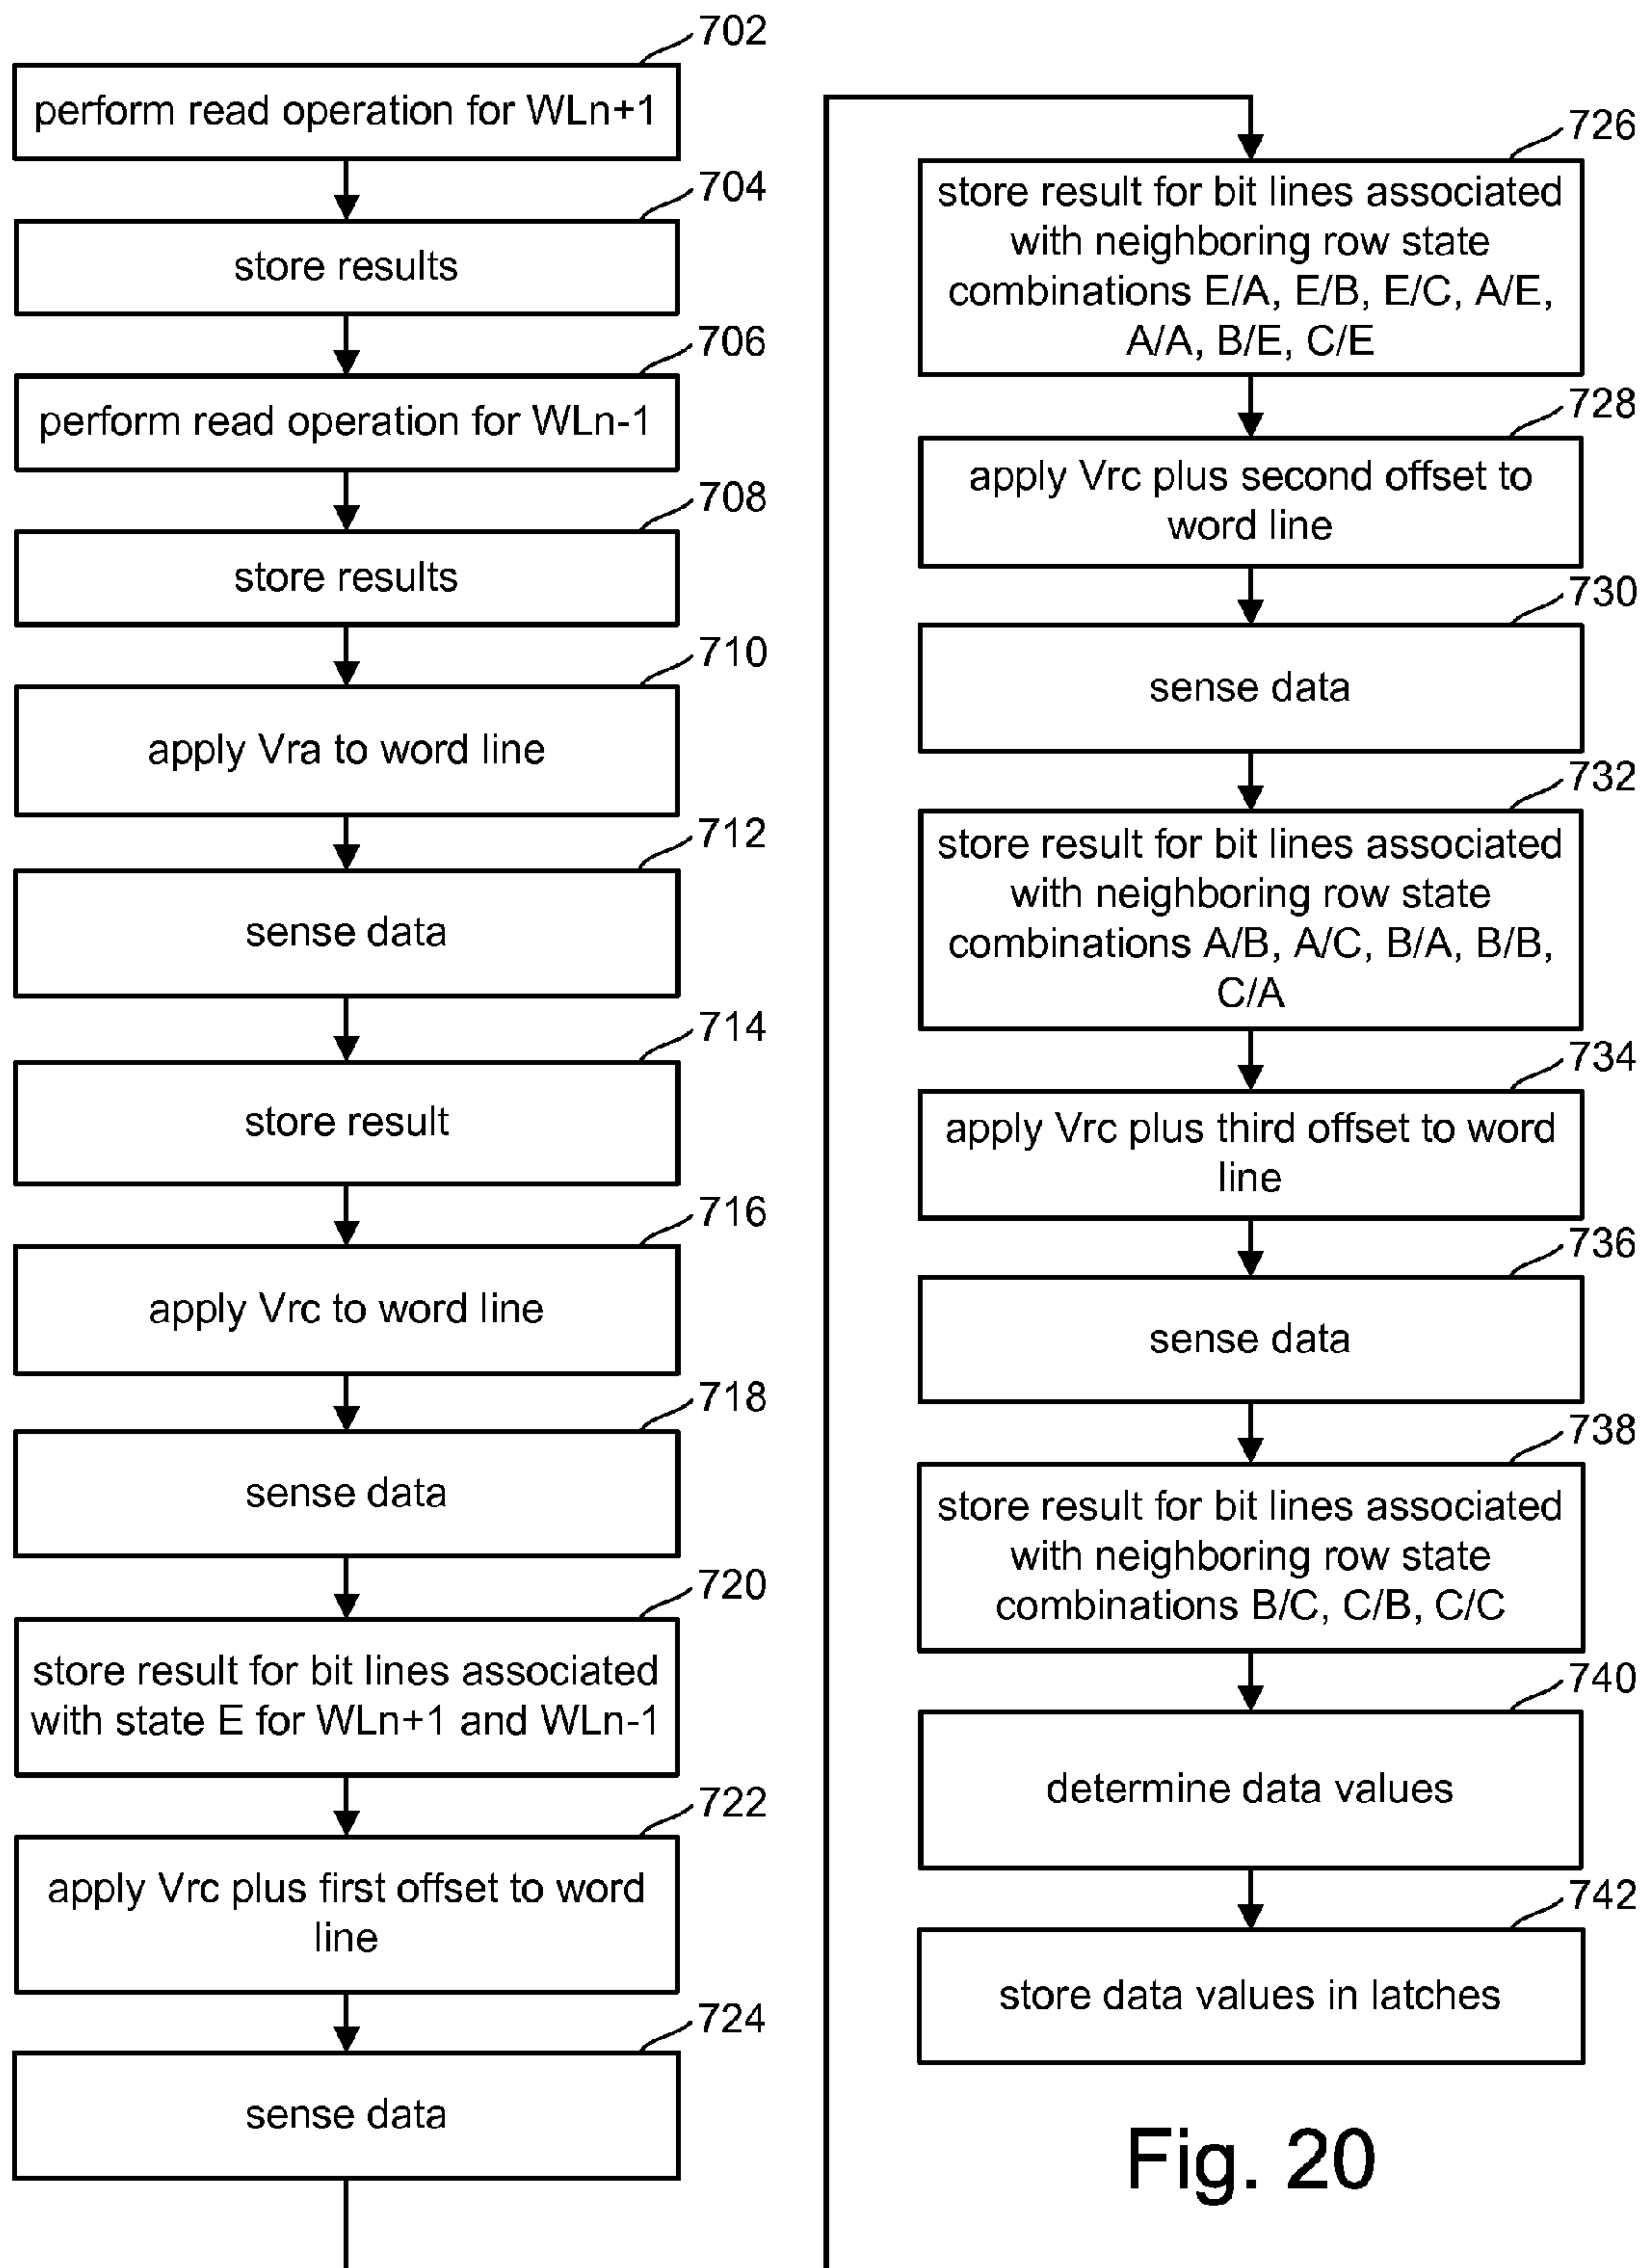 702
perform read operation for WLn+1
704
store results
706
perform read operation for WLn-1
708
store results
710
apply Vra to word line
712
sense data
714
store result
716
apply Vrc to word line
718
sense data
720
store result for bit lines associated
with state E for WLn+1 and WLn-1
722
apply Vrc plus first offset to word
line
724
sense data
726
store result for bit lines associated
with neighboring row state
combinations E/A, E/B, E/C, A/E,
A/A, B/E, C/E
728
apply Vrc plus second offset to
word line
730
sense data
732
store result for bit lines associated
with neighboring row state
combinations A/B, A/C, B/A, B/B,
C/A
734
apply Vrc plus third offset to word
line
736
sense data
738
store result for bit lines associated
with neighboring row state
combinations B/C, C/B, C/C
740
determine data values
742
store data values in latches
Fig. 20